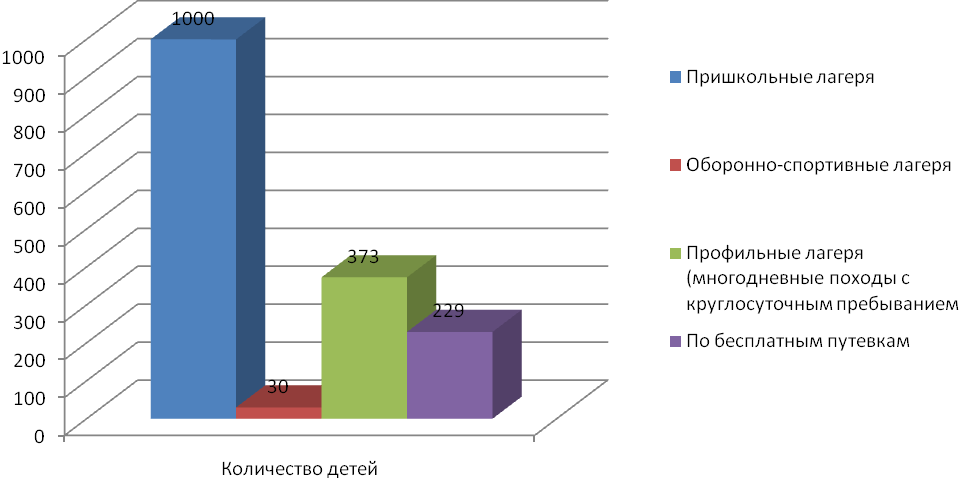 1000
900
800
700
600
500
400
300
200
100
0
1000
30
373
229
Количество детей
Пришкольные лагеря
Оборонно-спортивные лагеря
Профильные лагеря
(многодневные походы с
круглосуточным пребыванием
По бесплатным путевкам